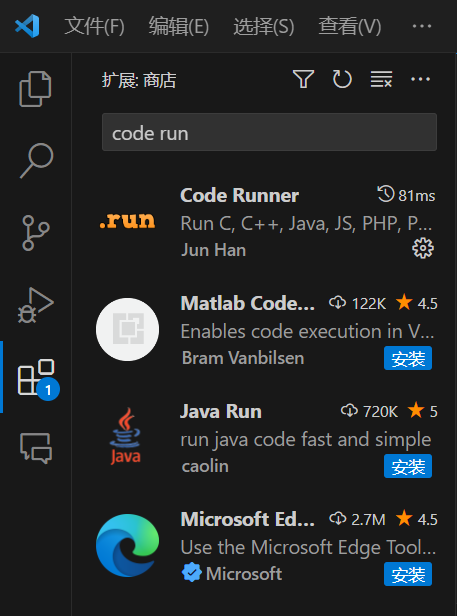 文件(F) 编辑(E) 选择(S) 查看(V) ···
扩展: 商店 ···
code run
Code Runner 81ms
.run
Run C, C++, Java, JS, PHP, P...
Jun Han
Matlab Code... 122K 4.5
Enables code execution in V...
Bram Vanbilsen 安装
1
Java Run 720K 5
run java code fast and simple
Java
caolin 安装
Microsoft Ed... 2.7M 4.5
Use the Microsoft Edge Tool...
Microsoft 安装